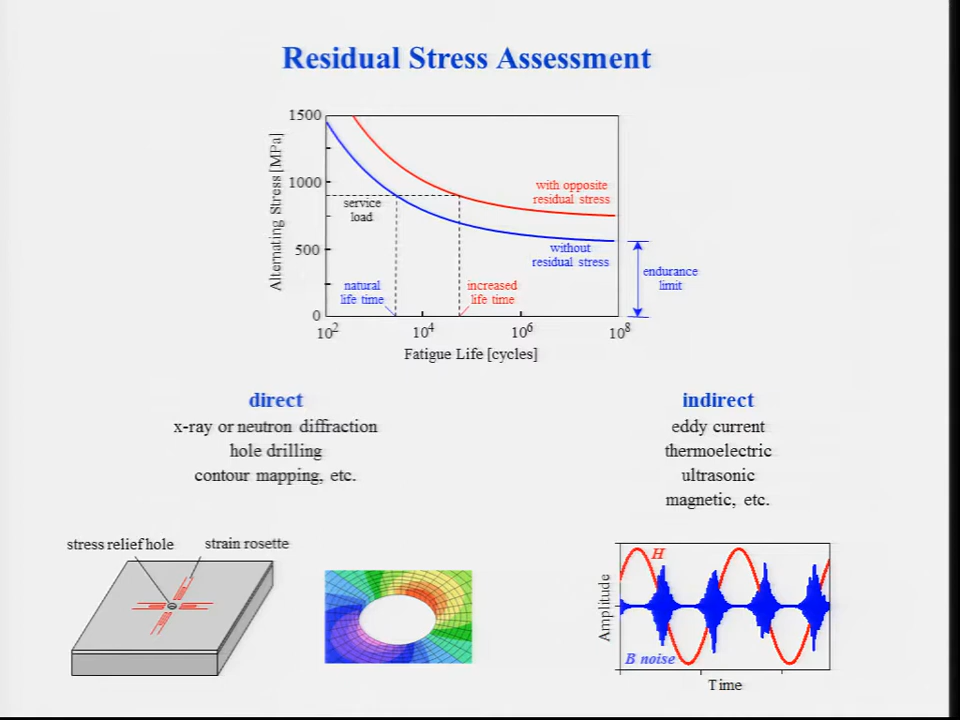 Residual Stress Assessment
1500
1000
500
0
Alternating Stress [MPa]
service
load
with opposite
residual stress
without
residual stress
natural
life time
increased
life time
endurance
limit
10²
10⁴
10⁶
10⁸
Fatigue Life [cycles]
direct
x-ray or neutron diffraction
hole drilling
contour mapping, etc.
indirect
eddy current
thermoelectric
ultrasonic
magnetic, etc.
stress relief hole
strain rosette
Amplitude
H
B noise
Time